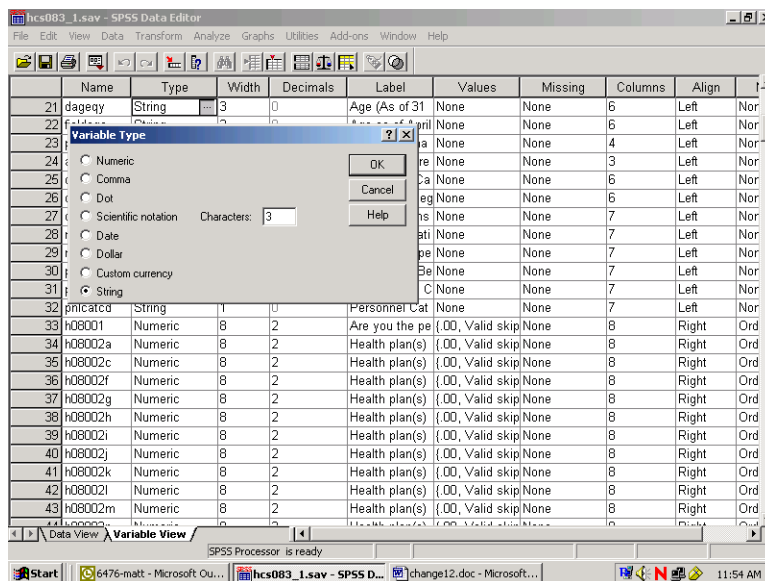 hcs083_1.sav - SPSS Data Editor
File Edit View Data Transform Analyze Graphs Utilities Add-ons Window Help
Name Type Width Decimals Label Values Missing Columns Align
21 dageqy String ... 3 0 Age (As of 31 None None 6 Left Nor
22 None None 6 Left Nor
Variable Type
23 None None 4 Left Nor
24 None None 3 Left Nor
25 None None 6 Left Nor
26 None None 6 Left Nor
27 None None 7 Left Nor
28 None None 7 Left Nor
29 None None 7 Left Nor
30 None None 7 Left Nor
31 None None 7 Left Nor
Numeric
Comma
Dot
Scientific notation
Date
Dollar
Custom currency
String
Characters: 3
OK
Cancel
Help
32 pnlcatcd String 1 0 Personnel Cat None None 7 Left Nor
33 h08001 Numeric 8 2 Are you the pe {.00, Valid skip None 8 Right Ord
34 h08002a Numeric 8 2 Health plan(s) {.00, Valid skip None 8 Right Ord
35 h08002c Numeric 8 2 Health plan(s) {.00, Valid skip None 8 Right Ord
36 h08002f Numeric 8 2 Health plan(s) {.00, Valid skip None 8 Right Ord
37 h08002g Numeric 8 2 Health plan(s) {.00, Valid skip None 8 Right Ord
38 h08002h Numeric 8 2 Health plan(s) {.00, Valid skip None 8 Right Ord
39 h08002i Numeric 8 2 Health plan(s) {.00, Valid skip None 8 Right Ord
40 h08002j Numeric 8 2 Health plan(s) {.00, Valid skip None 8 Right Ord
41 h08002k Numeric 8 2 Health plan(s) {.00, Valid skip None 8 Right Ord
42 h08002l Numeric 8 2 Health plan(s) {.00, Valid skip None 8 Right Ord
43 h08002m Numeric 8 2 Health plan(s) {.00, Valid skip None 8 Right Ord
Data View Variable View
SPSS Processor is ready
Start 6476-matt - Microsoft Ou... hcs083_1.sav - SPSS D... change12.doc - Microsoft... 11:54 AM